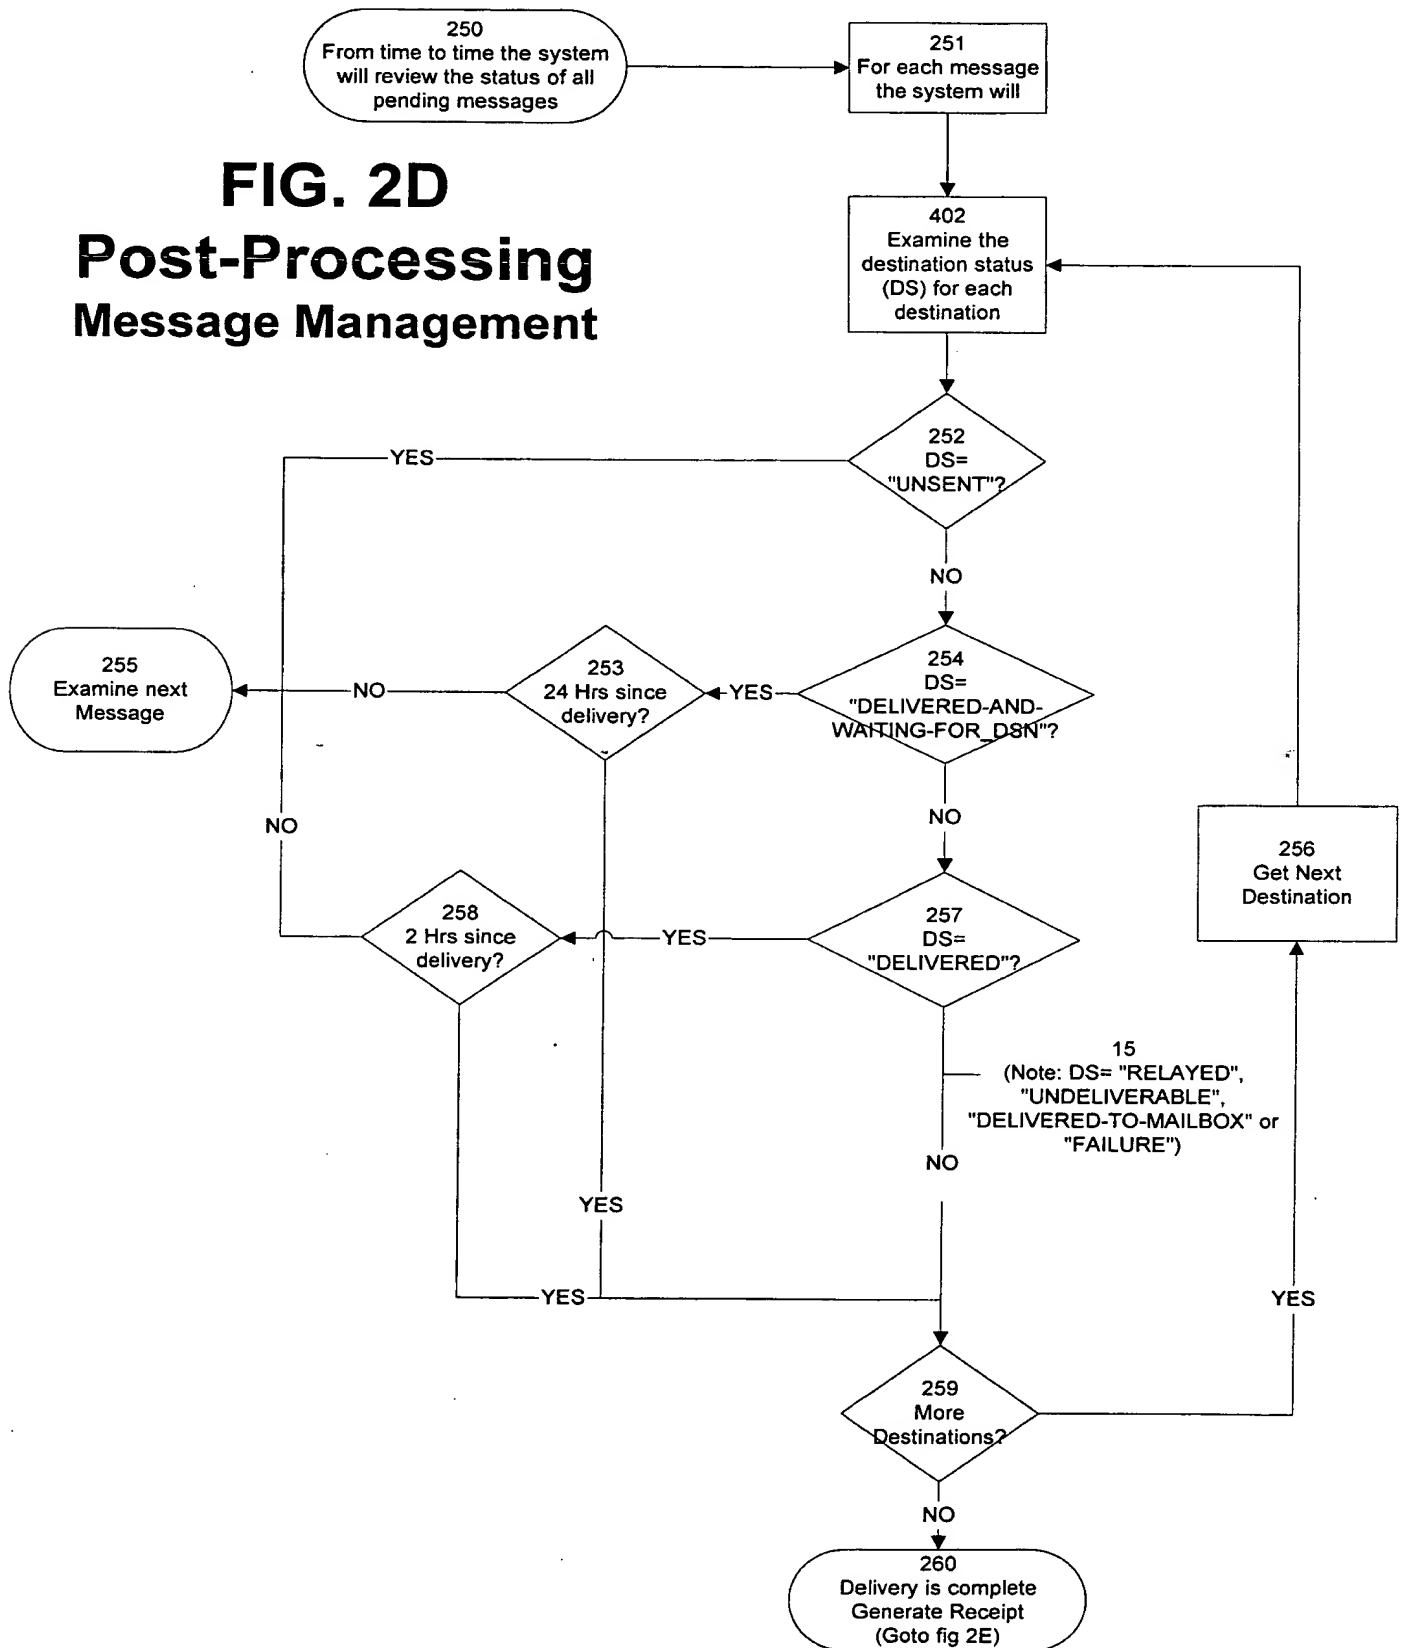 250
From time to time the system
will review the status of all
pending messages
251
For each message
the system will
FIG. 2D
Post-Processing
Message Management
402
Examine the
destination status
(DS) for each
destination
252
DS=
"UNSENT"?
YES
NO
255
Examine next
Message
NO
253
24 Hrs since
delivery?
YES
254
DS=
"DELIVERED-AND-
WAITING-FOR_DSN"?
NO
NO
256
Get Next
Destination
258
2 Hrs since
delivery?
YES
257
DS=
"DELIVERED"?
15
(Note: DS= "RELAYED",
"UNDELIVERABLE",
"DELIVERED-TO-MAILBOX" or
"FAILURE")
NO
YES
YES
YES
259
More
Destinations?
NO
260
Delivery is complete
Generate Receipt
(Goto fig 2E)